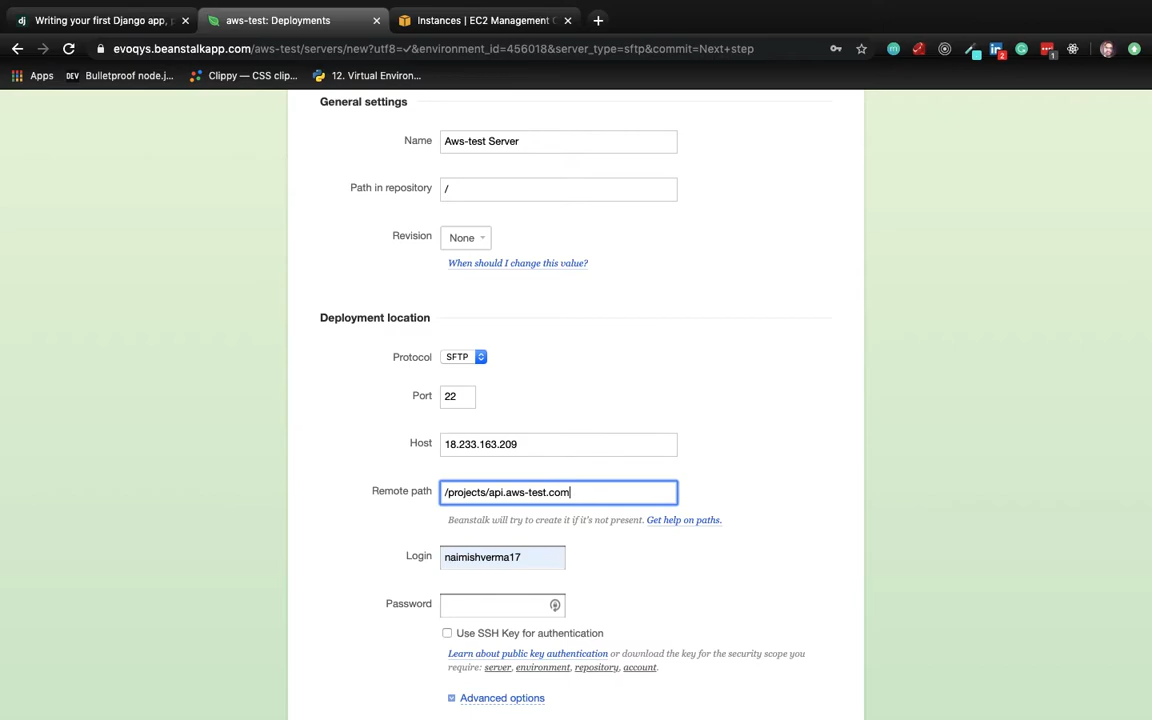 Writing your first Django app, p
aws-test: Deployments
Instances | EC2 Management C
evoqys.beanstalkapp.com/aws-test/servers/new?utf8=✓&environment_id=456018&server_type=sftp&commit=Next+step
Apps
DEV Bulletproof node.j...
Clippy — CSS clip...
12. Virtual Environ...
General settings
Name Aws-test Server
Path in repository /
Revision None
When should I change this value?
Deployment location
Protocol SFTP
Port 22
Host 18.233.163.209
Remote path /projects/api.aws-test.com
Beanstalk will try to create it if it's not present. Get help on paths.
Login naimishverma17
Password
Use SSH Key for authentication
Learn about public key authentication or download the key for the security scope you
require: server, environment, repository, account.
Advanced options